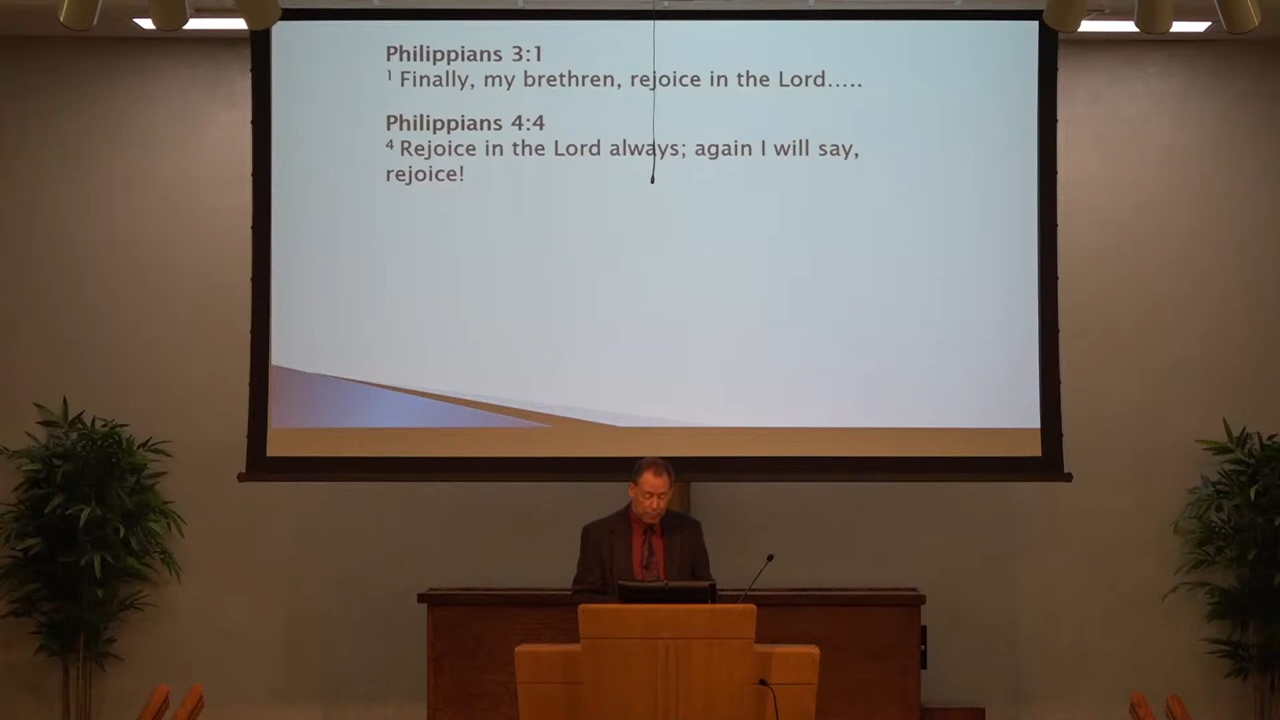 Philippians 3:1
1 Finally, my brethren, rejoice in the Lord.....
Philippians 4:4
4 Rejoice in the Lord always; again I will say,
rejoice!